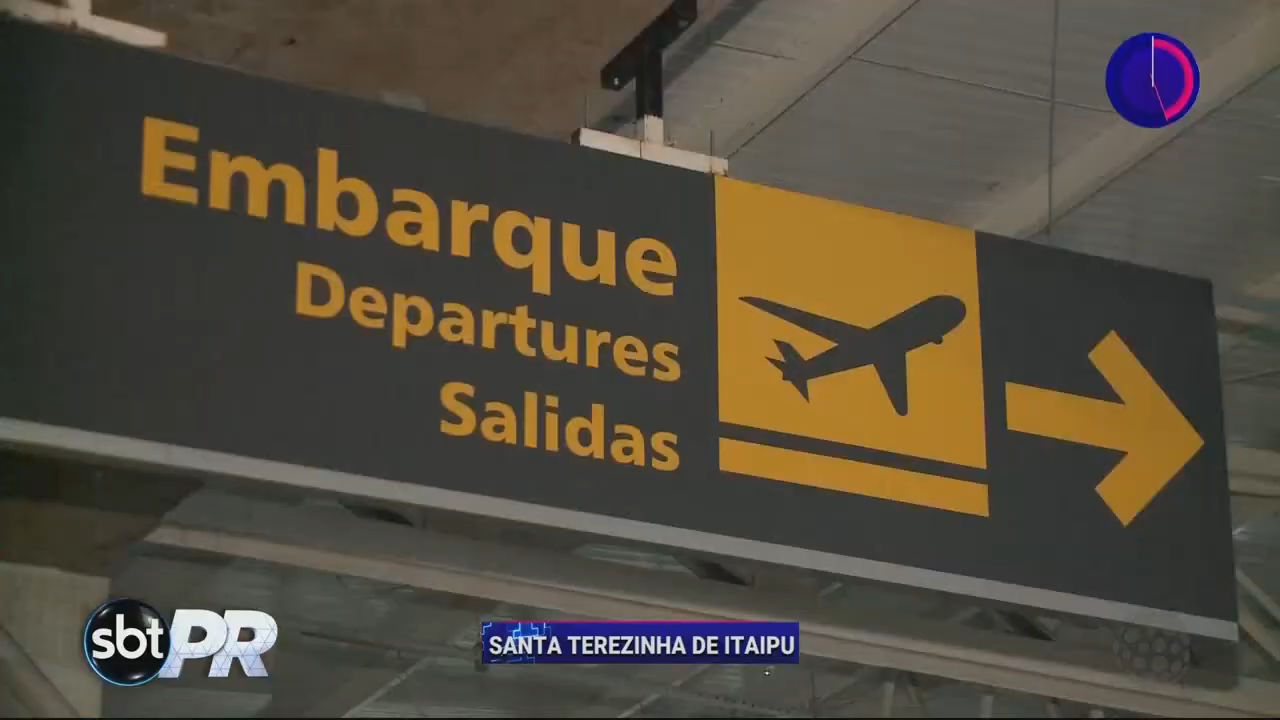 Embarque
Departures
Salidas
sbt PR
SANTA TEREZINHA DE ITAIPU